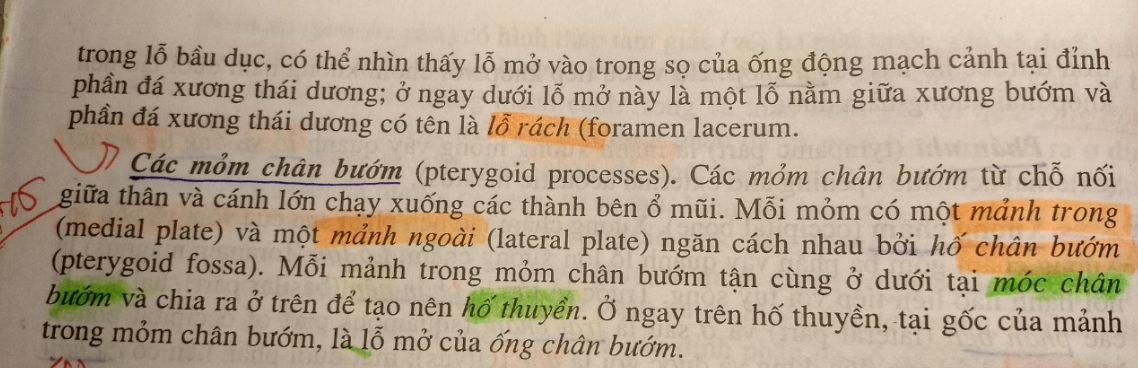 trong lỗ bầu dục, có thể nhìn thấy lỗ mở vào trong sọ của ống động mạch cảnh tại đỉnh
phần đá xương thái dương; ở ngay dưới lỗ mở này là một lỗ nằm giữa xương bướm và
phần đá xương thái dương có tên là lỗ rách (foramen lacerum.
Các mỏm chân bướm (pterygoid processes). Các mỏm chân bướm từ chỗ nối
giữa thân và cánh lớn chạy xuống các thành bên ổ mũi. Mỗi mỏm có một mảnh trong
(medial plate) và một mảnh ngoài (lateral plate) ngăn cách nhau bởi hố chân bướm
(pterygoid fossa). Mỗi mảnh trong mỏm chân bướm tận cùng ở dưới tại móc chân
bướm và chia ra ở trên để tạo nên hố thuyền. Ở ngay trên hố thuyền, tại gốc của mảnh
trong mỏm chân bướm, là lỗ mở của ống chân bướm.